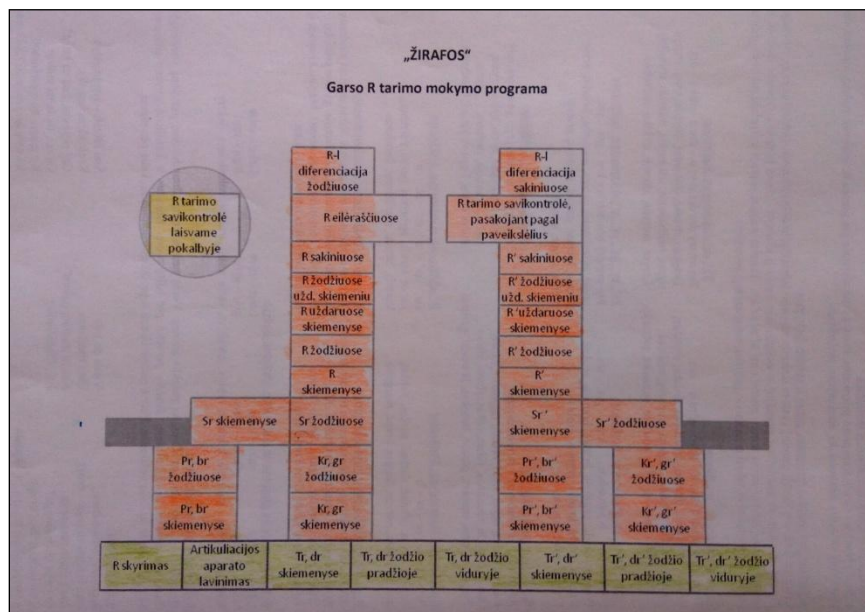 „ŽIRAFOS“
Garso R tarimo mokymo programa
R-l
diferenciacija
žodžiuose
R-l
diferenciacija
sakiniuose
R tarimo
savikontrolė
laisvame
pokalbyje
R eilėraščiuose
R tarimo savikontrolė,
pasakojant pagal
paveikslėlius
R sakiniuose
R´ sakiniuose
R žodžiuose
užd. skiemeniu
R´ žodžiuose
užd. skiemeniu
R uždaruose
skiemenyse
R´uždaruose
skiemenyse
R žodžiuose
R´ žodžiuose
R
skiemenyse
R´
skiemenyse
Sr skiemenyse
Sr žodžiuose
Sr´
skiemenyse
Sr´ žodžiuose
Pr, br
žodžiuose
Kr, gr
žodžiuose
Pr´, br´
žodžiuose
Kr´, gr´
žodžiuose
Pr, br
skiemenyse
Kr, gr
skiemenyse
Pr´, br´
skiemenyse
Kr´, gr´
skiemenyse
R skyrimas
Artikuliacijos
aparato
lavinimas
Tr, dr
skiemenyse
Tr, dr žodžio
pradžioje
Tr, dr žodžio
viduryje
Tr´, dr´
skiemenyse
Tr´, dr´ žodžio
pradžioje
Tr´, dr´ žodžio
viduryje